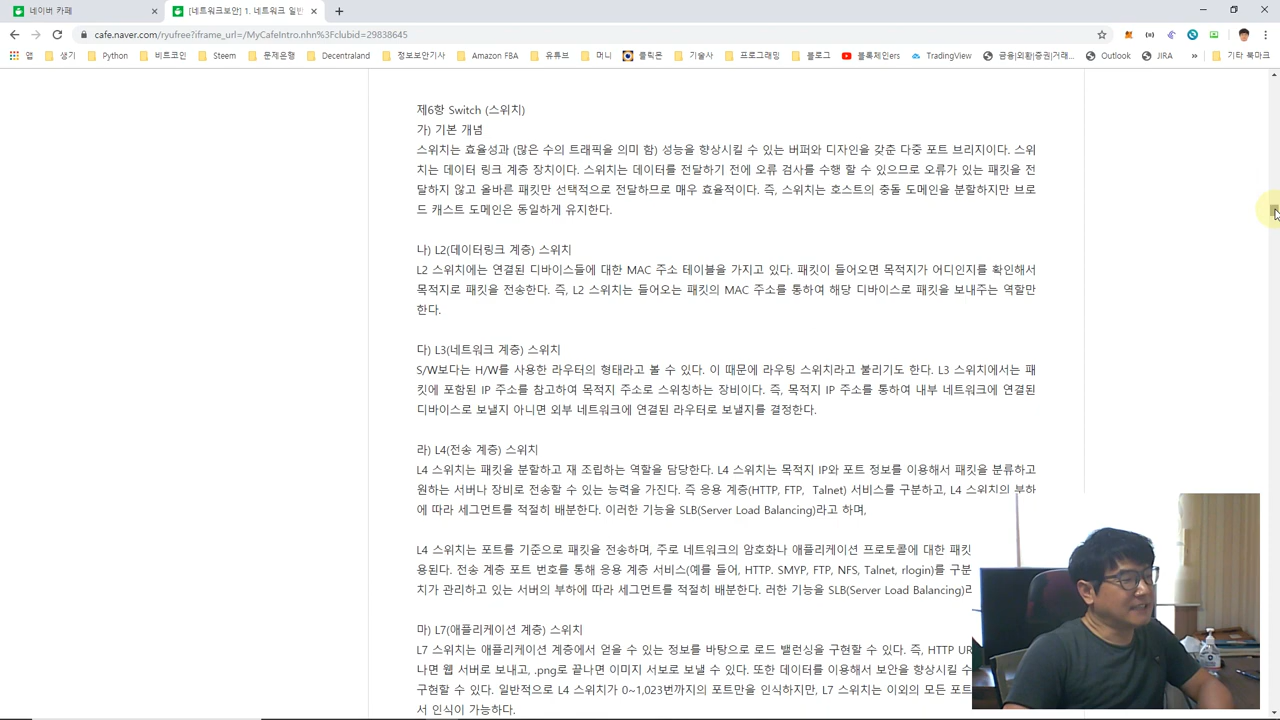 네이버 카페
[네트워크보안] 1. 네트워크 일반
cafe.naver.com/ryufree?iframe_url=/MyCafeIntro.nhn%3Fclubid=29838645
앱 생기 Python 비트코인 Steem 문제운동 Decentraland 정보보안기사 Amazon FBA 유튜브 머니 클릭몬 기술사 프로그래밍 블로그 블록체인ers TradingView 금융|외환|증권|거래... Outlook JIRA » 기타 북마크
제6항 Switch (스위치)
가) 기본 개념
스위치는 효율성과 (많은 수의 트래픽을 의미 함) 성능을 향상시킬 수 있는 버퍼와 디자인을 갖춘 다중 포트 브리지이다. 스위
치는 데이터 링크 계층 장치이다. 스위치는 데이터를 전달하기 전에 오류 검사를 수행 할 수 있으므로 오류가 있는 패킷을 전
달하지 않고 올바른 패킷만 선택적으로 전달하므로 매우 효율적이다. 즉, 스위치는 호스트의 충돌 도메인을 분할하지만 브로
드 캐스트 도메인은 동일하게 유지한다.
나) L2(데이터링크 계층) 스위치
L2 스위치에는 연결된 디바이스들에 대한 MAC 주소 테이블을 가지고 있다. 패킷이 들어오면 목적지가 어디인지를 확인해서
목적지로 패킷을 전송한다. 즉, L2 스위치는 들어오는 패킷의 MAC 주소를 통하여 해당 디바이스로 패킷을 보내주는 역할만
한다.
다) L3(네트워크 계층) 스위치
S/W보다는 H/W를 사용한 라우터의 형태라고 볼 수 있다. 이 때문에 라우팅 스위치라고 불리기도 한다. L3 스위치에서는 패
킷에 포함된 IP 주소를 참고하여 목적지 주소로 스위칭하는 장비이다. 즉, 목적지 IP 주소를 통하여 내부 네트워크에 연결된
디바이스로 보낼지 아니면 외부 네트워크에 연결된 라우터로 보낼지를 결정한다.
라) L4(전송 계층) 스위치
L4 스위치는 패킷을 분할하고 재 조립하는 역할을 담당한다. L4 스위치는 목적지 IP와 포트 정보를 이용해서 패킷을 분류하고
원하는 서버나 장비로 전송할 수 있는 능력을 가진다. 즉 응용 계층(HTTP, FTP, Talnet) 서비스를 구분하고, L4 스위치의 부하
에 따라 세그먼트를 적절히 배분한다. 이러한 기능을 SLB(Server Load Balancing)라고 하며,
L4 스위치는 포트를 기준으로 패킷을 전송하며, 주로 네트워크의 암호화나 애플리케이션 프로토콜에 대한 패킷
용된다. 전송 계층 포트 번호를 통해 응용 계층 서비스(예를 들어, HTTP. SMYP, FTP, NFS, Talnet, rlogin)를 구분
치가 관리하고 있는 서버의 부하에 따라 세그먼트를 적절히 배분한다. 러한 기능을 SLB(Server Load Balancing)라
마) L7(애플리케이션 계층) 스위치
L7 스위치는 애플리케이션 계층에서 얻을 수 있는 정보를 바탕으로 로드 밸런싱을 구현할 수 있다. 즉, HTTP UR
나면 웹 서버로 보내고, .png로 끝나면 이미지 서보로 보낼 수 있다. 또한 데이터를 이용해서 보안을 향상시킬 수
구현할 수 있다. 일반적으로 L4 스위치가 0~1,023번까지의 포트만을 인식하지만, L7 스위치는 이외의 모든 포트
서 인식이 가능하다.